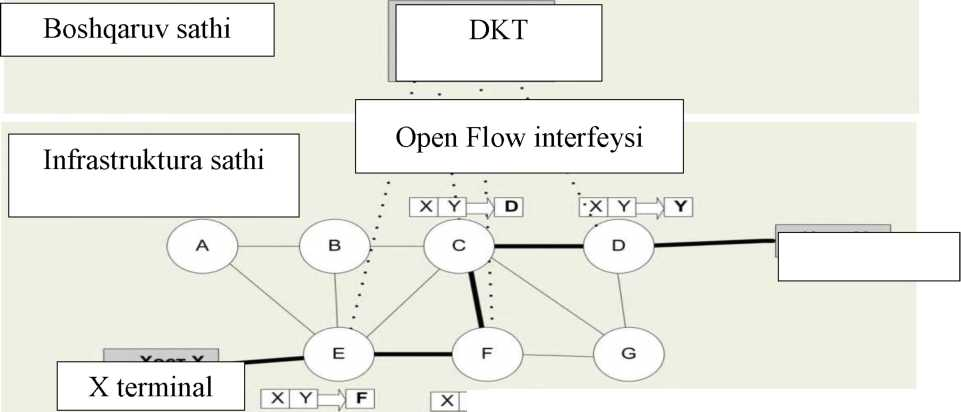 Boshqaruv sathi
DKT
Open Flow interfeysi
Infrastruktura sathi
X Y D
X Y Y
A B C D
E F G
X terminal
X Y F
X